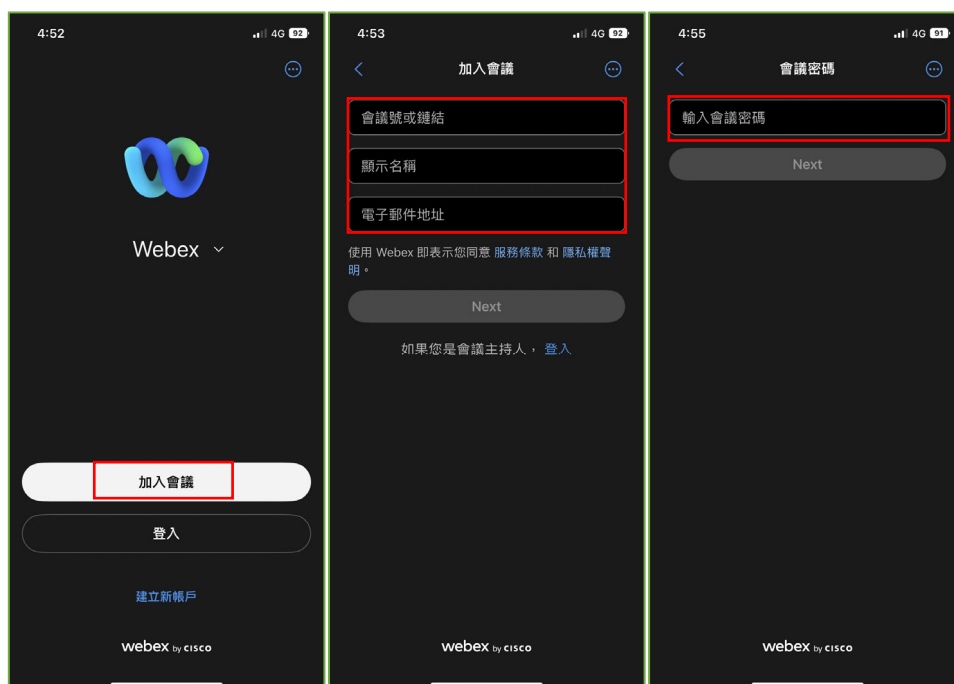 4:52
4G 92
Webex
加入會議
登入
建立新帳戶
webex by CISCO
4:53
4G 92
加入會議
會議號或鏈結
顯示名稱
電子郵件地址
使用 Webex 即表示您同意 服務條款 和 隱私權聲
明。
Next
如果您是會議主持人， 登入
webex by CISCO
4:55
4G 91
會議密碼
輸入會議密碼
Next
webex by CISCO